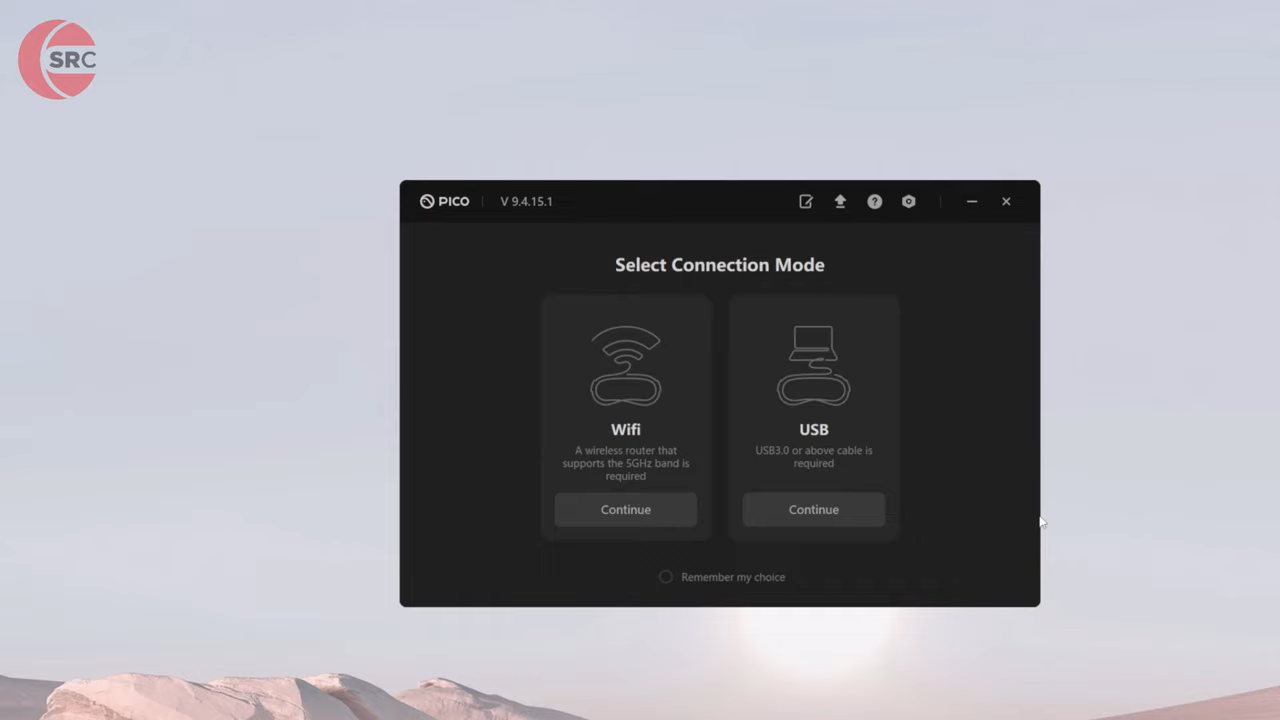 SRC
PICO
V 9.4.15.1
Select Connection Mode
Wifi
A wireless router that
supports the 5GHz band is
required
Continue
USB
USB3.0 or above cable is
required
Continue
Remember my choice